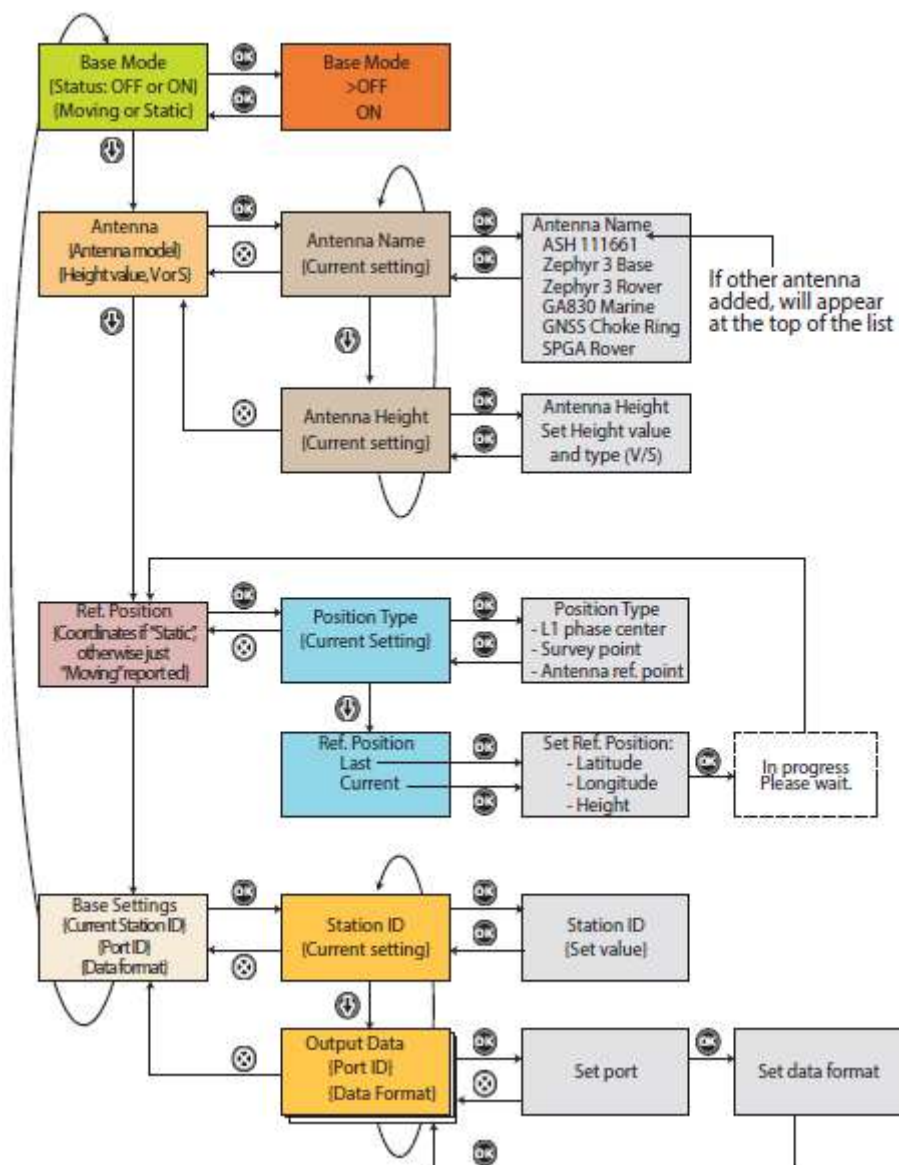 Base Mode
(Status: OFF or ON)
(Moving or Static)
OK
OK
Base Mode
>OFF
ON
Antenna
(Antenna model)
(Height value, V or S)
OK
Antenna Name
(Current setting)
OK
OK
Antenna Name
ASH 111661
Zephyr 3 Base
Zephyr 3 Rover
GA830 Marine
GNSS Choke Ring
SPGA Rover
If other antenna
added, will appear
at the top of the list
Antenna Height
(Current setting)
OK
OK
Antenna Height
Set Height value
and type (V/S)
Ref. Position
(Coordinates if "Static",
otherwise just
"Moving" report ed)
OK
Position Type
(Current Setting)
OK
OK
Position Type
- L1 phase center
- Survey point
- Antenna ref. point
Ref. Position
Last
Current
OK
OK
Set Ref. Position:
- Latitude
- Longitude
- Height
OK
In progress
Please wait.
Base Settings
(Current Station ID)
(Port ID)
(Data format)
OK
Station ID
(Current setting)
OK
OK
Station ID
(Set value)
Output Data
(Port ID)
(Data Format)
OK
Set port
OK
Set data format
OK